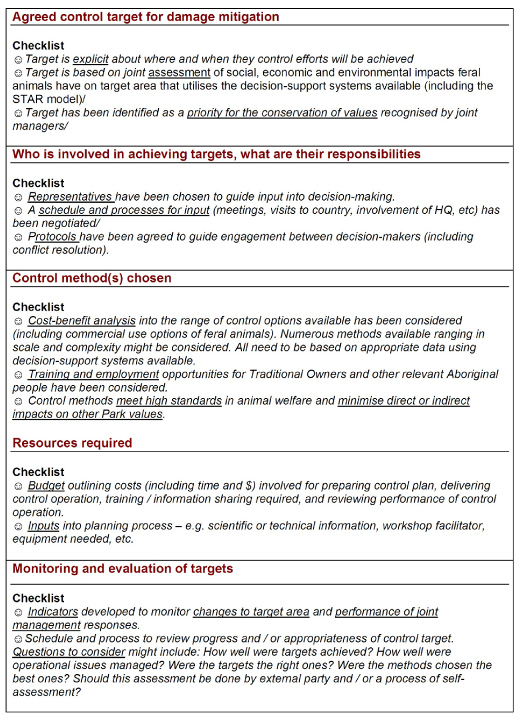 Agreed control target for damage mitigation
Checklist
☺ Target is explicit about where and when they control efforts will be achieved
☺ Target is based on joint assessment of social, economic and environmental impacts feral
animals have on target area that utilises the decision-support systems available (including the
STAR model)/
☺ Target has been identified as a priority for the conservation of values recognised by joint
managers/
Who is involved in achieving targets, what are their responsibilities
Checklist
☺ Representatives have been chosen to guide input into decision-making.
☺ A schedule and processes for input (meetings, visits to country, involvement of HQ, etc) has
been negotiated/
☺ Protocols have been agreed to guide engagement between decision-makers (including
conflict resolution).
Control method(s) chosen
Checklist
☺ Cost-benefit analysis into the range of control options available has been considered
(including commercial use options of feral animals). Numerous methods available ranging in
scale and complexity might be considered. All need to be based on appropriate data using
decision-support systems available.
☺ Training and employment opportunities for Traditional Owners and other relevant Aboriginal
people have been considered.
☺ Control methods meet high standards in animal welfare and minimise direct or indirect
impacts on other Park values.
Resources required
Checklist
☺ Budget outlining costs (including time and $) involved for preparing control plan, delivering
control operation, training / information sharing required, and reviewing performance of control
operation.
☺ Inputs into planning process – e.g. scientific or technical information, workshop facilitator,
equipment needed, etc.
Monitoring and evaluation of targets
Checklist
☺ Indicators developed to monitor changes to target area and performance of joint
management responses.
☺ Schedule and process to review progress and / or appropriateness of control target.
Questions to consider might include: How well were targets achieved? How well were
operational issues managed? Were the targets the right ones? Were the methods chosen the
best ones? Should this assessment be done by external party and / or a process of self-
assessment?